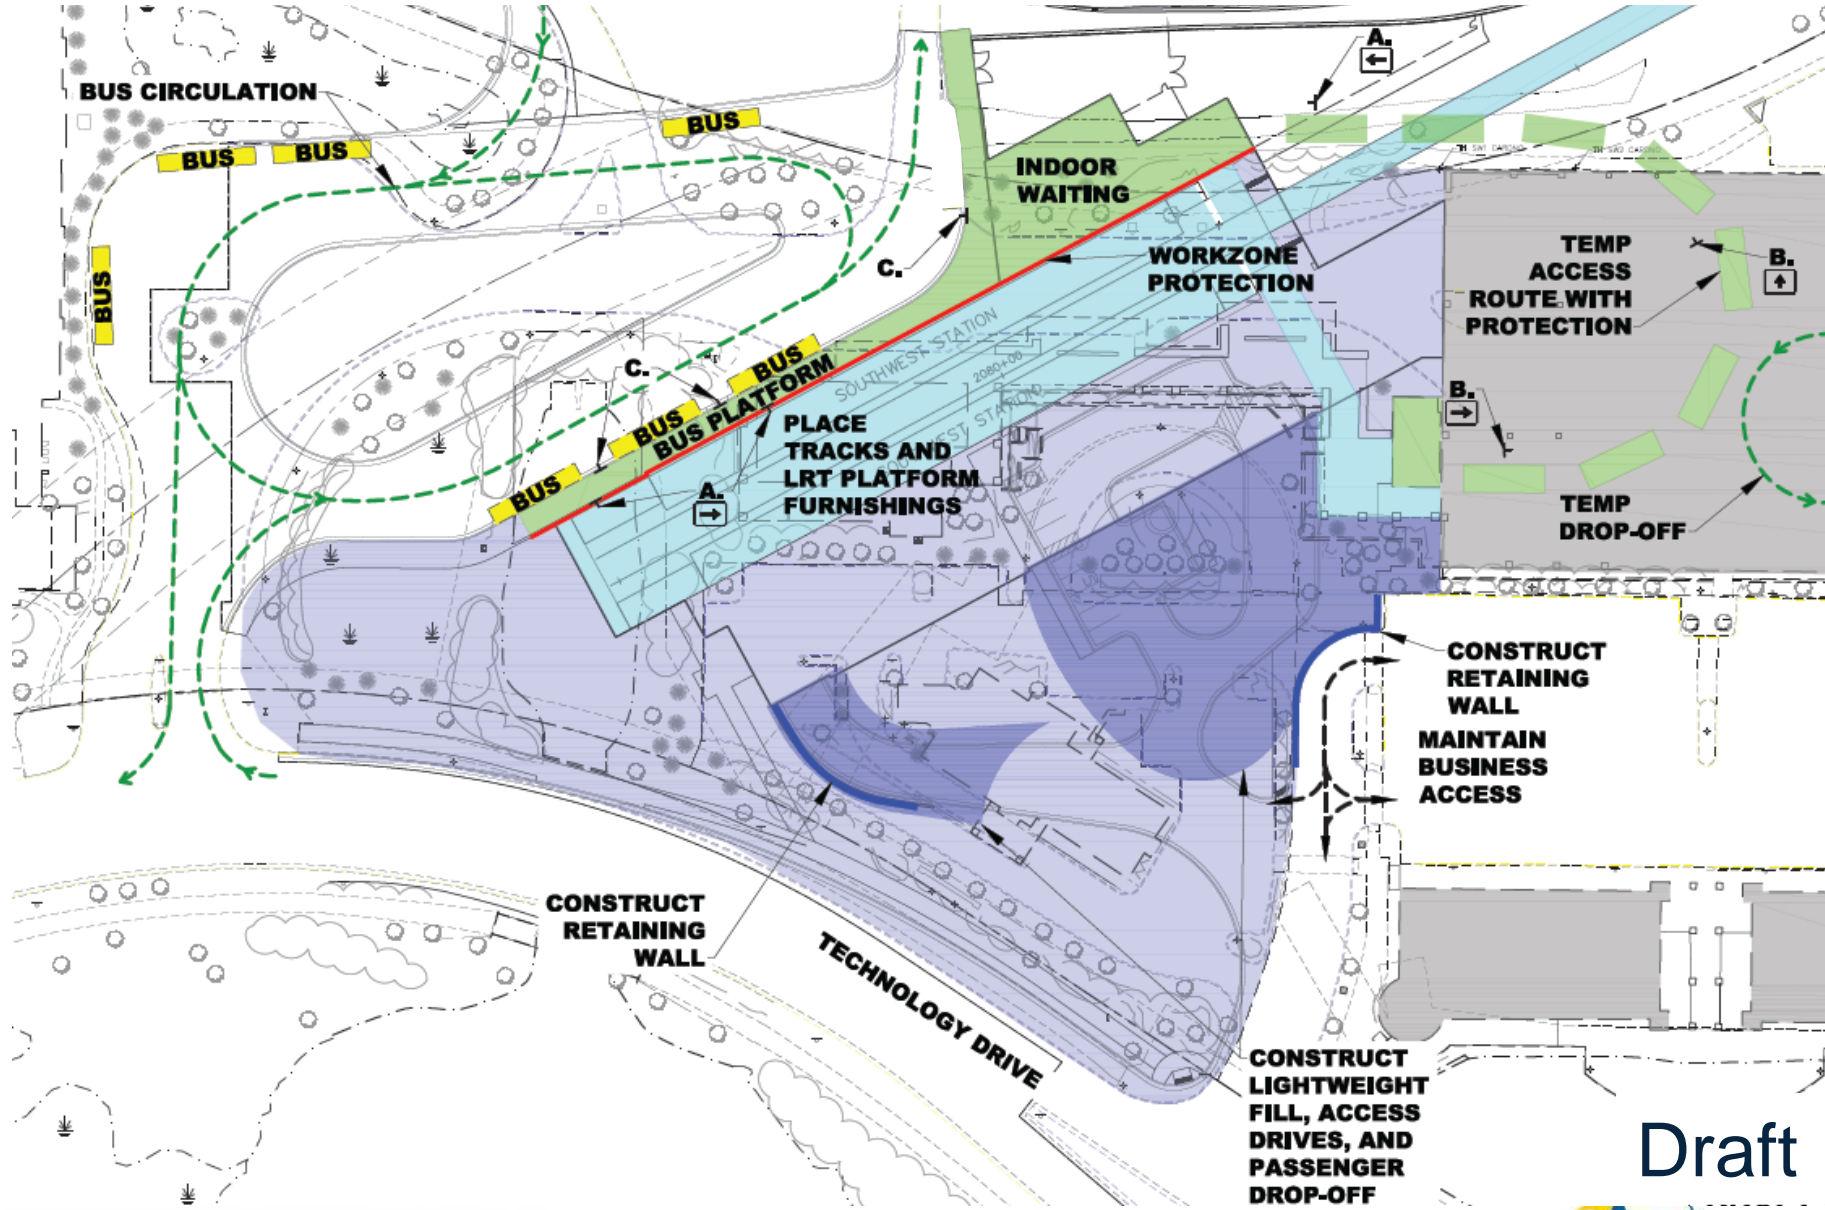 A.
BUS CIRCULATION
BUS
BUS
BUS
INDOOR
WAITING
TEMP
ACCESS
ROUTE WITH
PROTECTION
B.
WORKZONE
PROTECTION
C.
BUS
SOUTHWEST STATION
2080+00
C.
BUS
BUS PLATFORM
BUS
BUS
PLACE
TRACKS AND
LRT PLATFORM
FURNISHINGS
A.
B.
TEMP
DROP-OFF
CONSTRUCT
RETAINING
WALL
MAINTAIN
BUSINESS
ACCESS
CONSTRUCT
RETAINING
WALL
TECHNOLOGY DRIVE
CONSTRUCT
LIGHTWEIGHT
FILL, ACCESS
DRIVES, AND
PASSENGER
DROP-OFF
Draft